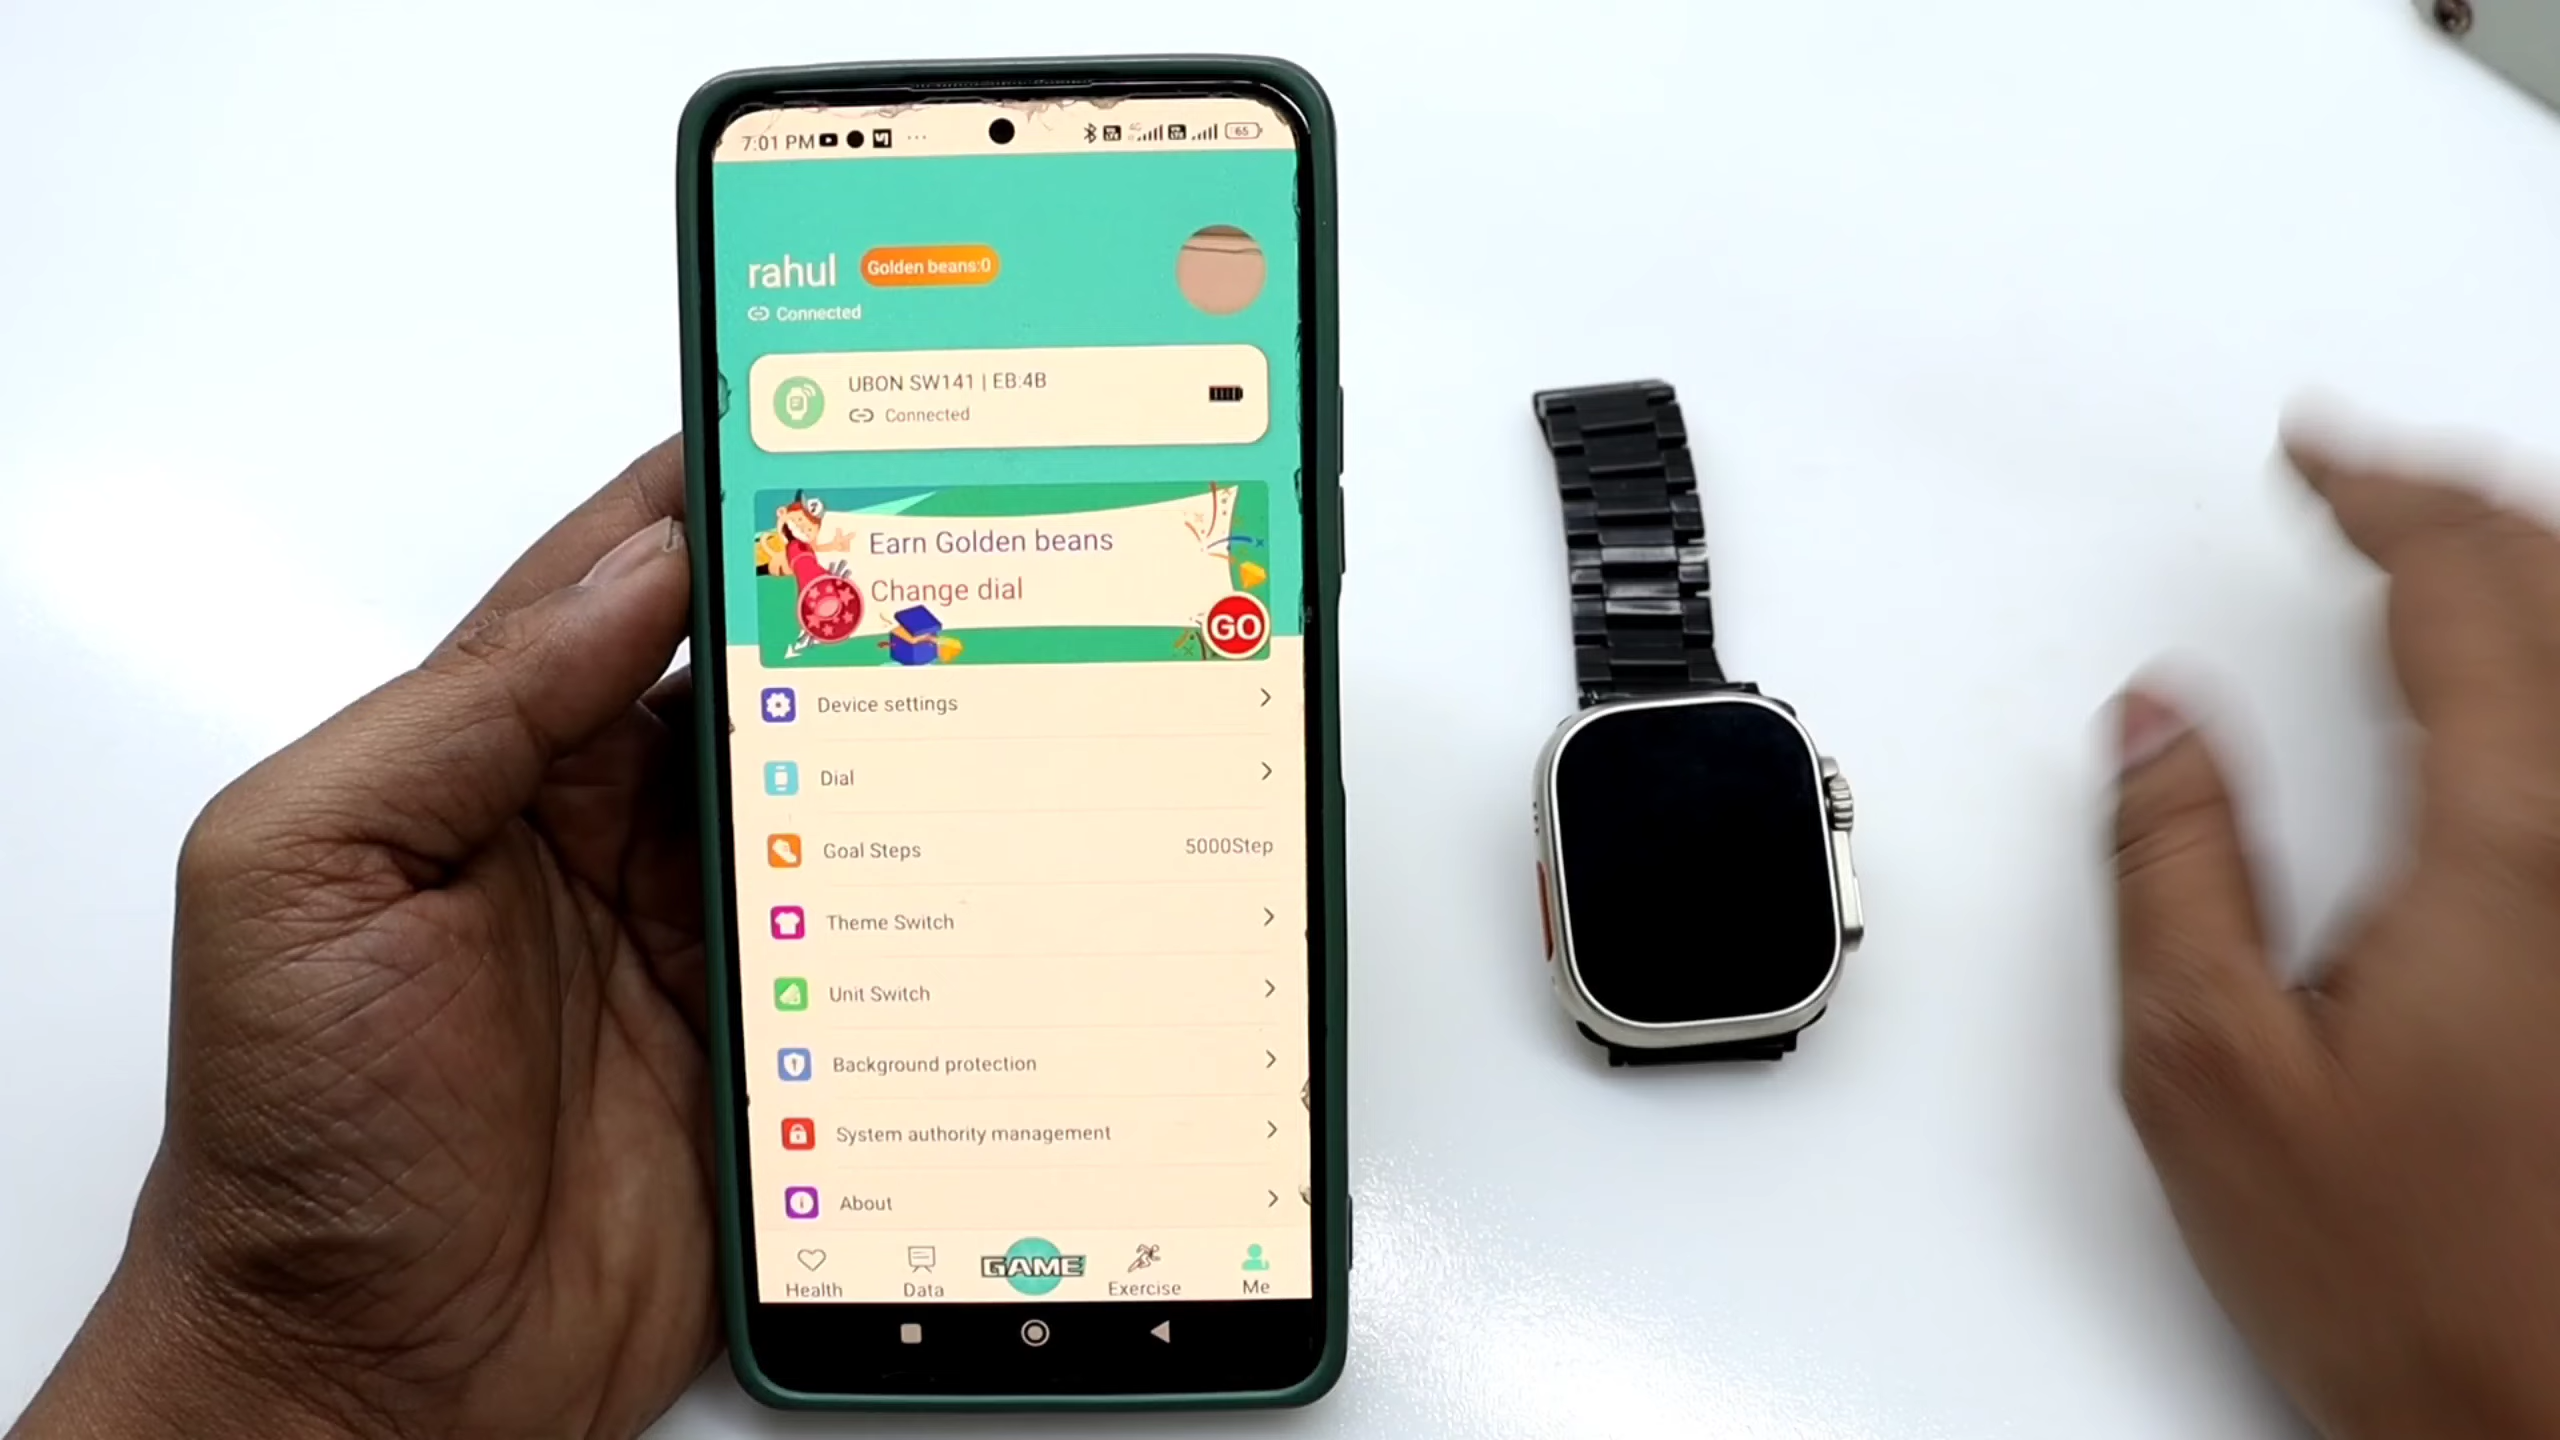 7:01 PM
65
rahul
Golden beans:0
Connected
UBON SW141 | EB:4B
Connected
Earn Golden beans
Change dial
GO
Device settings
Dial
Goal Steps
5000Step
Theme Switch
Unit Switch
Background protection
System authority management
About
GAME
Health
Data
Exercise
Me